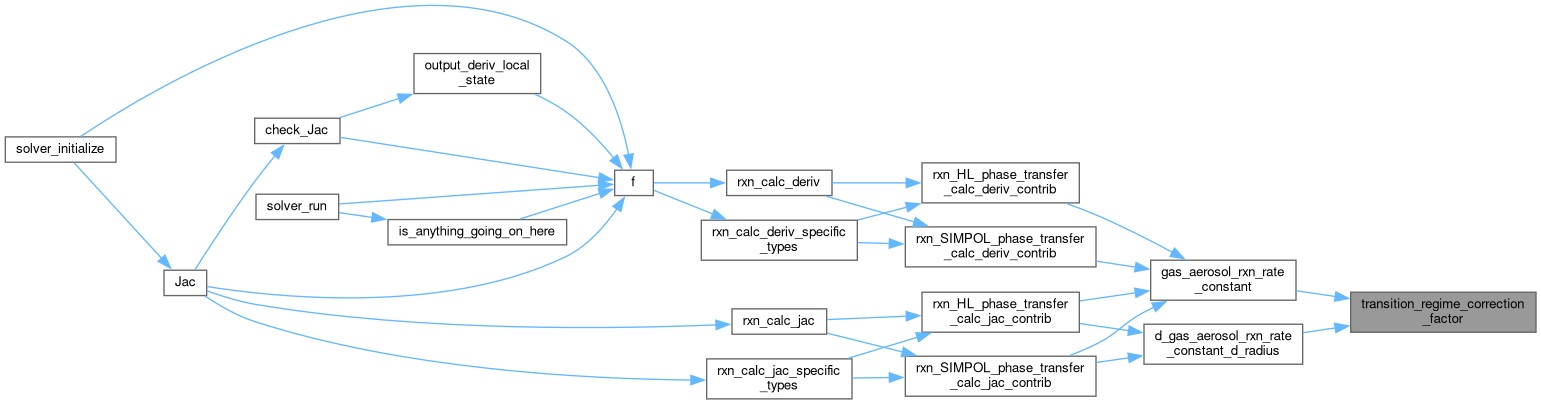 solver_initialize
output_deriv_local
_state
check_Jac
solver_run
is_anything_going_on_here
Jac
f
rxn_calc_deriv
rxn_calc_deriv_specific
_types
rxn_calc_jac
rxn_calc_jac_specific
_types
rxn_HL_phase_transfer
_calc_deriv_contrib
rxn_SIMPOL_phase_transfer
_calc_deriv_contrib
rxn_HL_phase_transfer
_calc_jac_contrib
rxn_SIMPOL_phase_transfer
_calc_jac_contrib
gas_aerosol_rxn_rate
_constant
d_gas_aerosol_rxn_rate
_constant_d_radius
transition_regime_correction
_factor